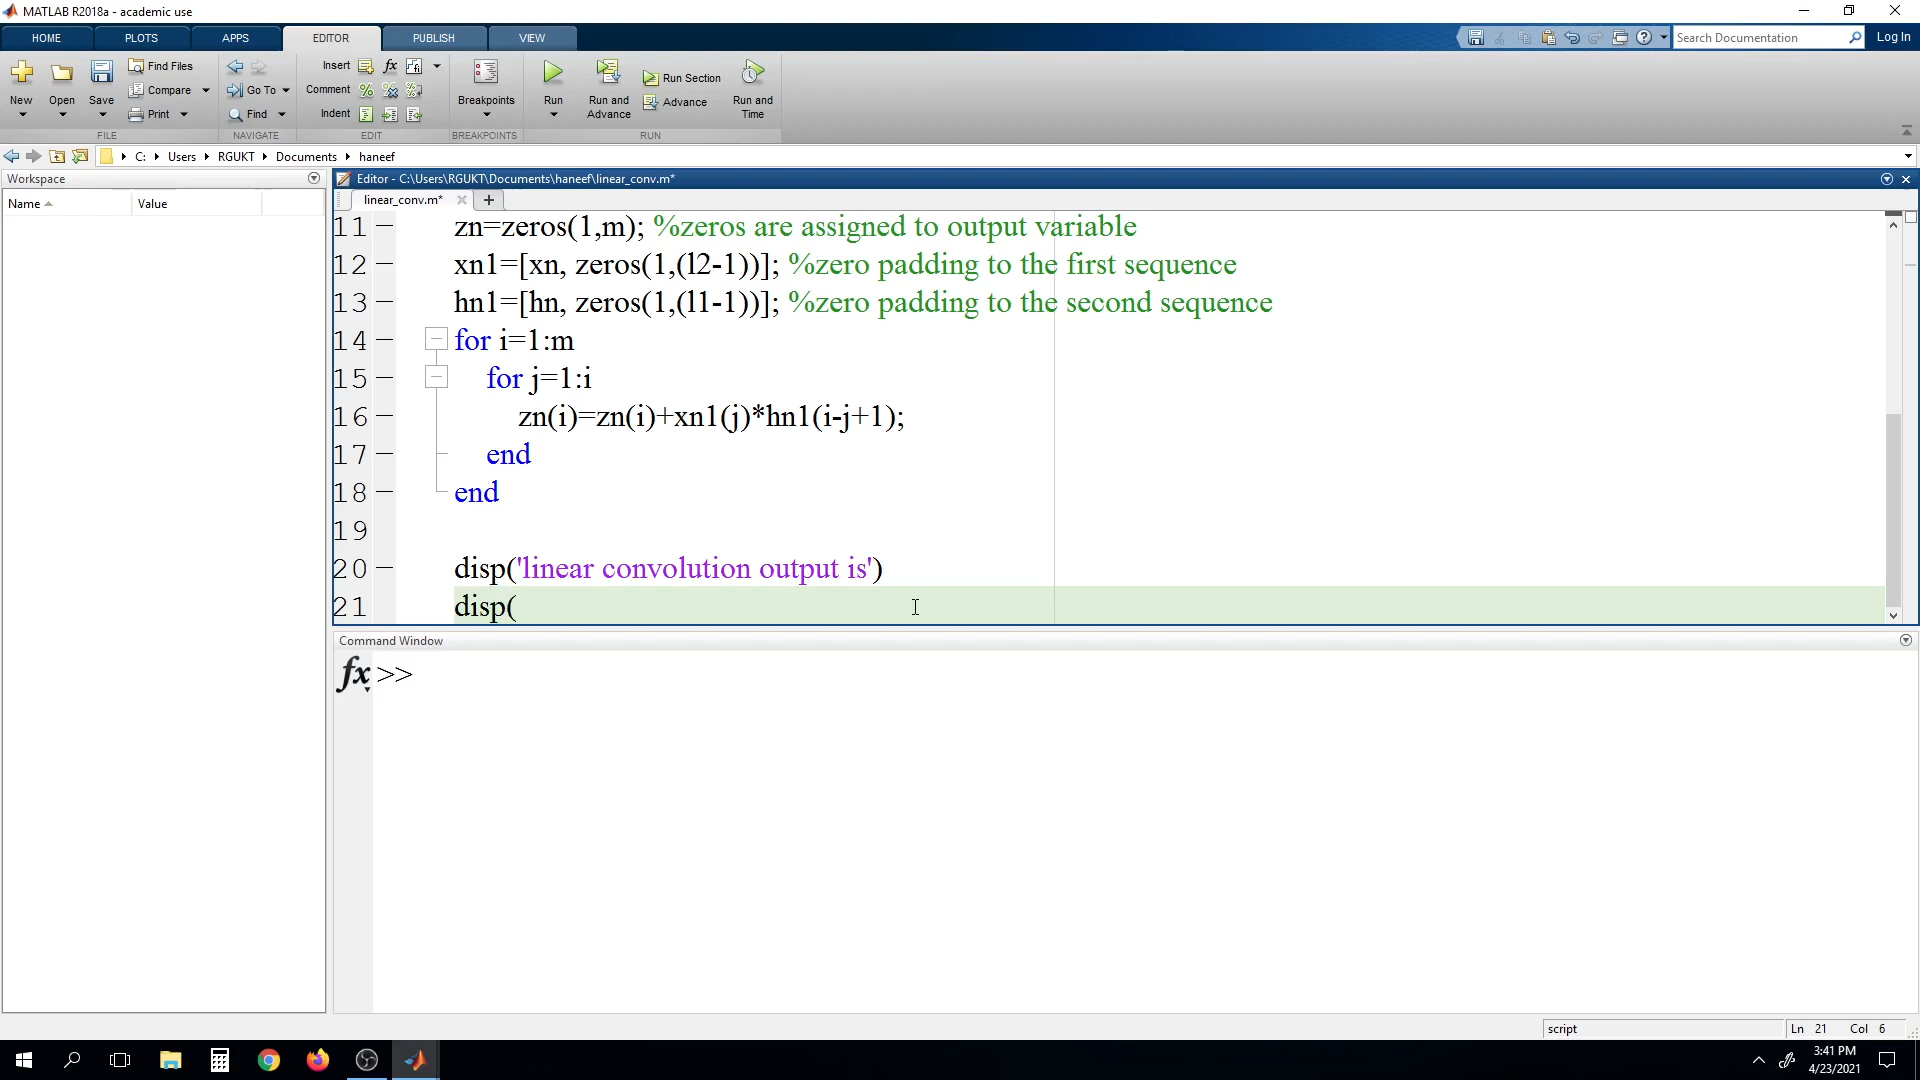 MATLAB R2018a - academic use
HOME PLOTS APPS EDITOR PUBLISH VIEW
Search Documentation Log In
Find Files Insert fx
New Open Save Compare Go To Comment Breakpoints Run Run and Advance Run Section Advance Run and Time
Print Find Indent
FILE NAVIGATE EDIT BREAKPOINTS RUN
C: Users RGUKT Documents haneef
Workspace
Name Value
Editor - C:\Users\RGUKT\Documents\haneef\linear_conv.m*
linear_conv.m*
11 zn=zeros(1,m); %zeros are assigned to output variable
12 xn1=[xn, zeros(1,(l2-1))]; %zero padding to the first sequence
13 hn1=[hn, zeros(1,(l1-1))]; %zero padding to the second sequence
14 for i=1:m
15 for j=1:i
16 zn(i)=zn(i)+xn1(j)*hn1(i-j+1);
17 end
18 end
19
20 disp('linear convolution output is')
21 disp(
Command Window
fx >>
script Ln 21 Col 6
3:41 PM
4/23/2021